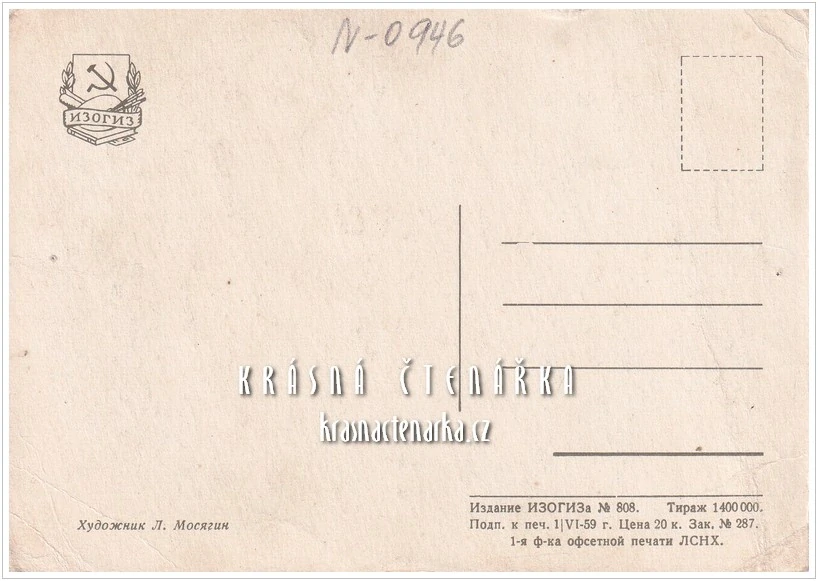 N-0946
ИЗОГИЗ
KRÁSNÁ ČTENÁŘKA
krasnactenarka.cz
Художник Л. Мосягин
Издание ИЗОГИЗа № 808. Тираж 1400000.
Подп. к печ. 1|VI-59 г. Цена 20 к. Зак. № 287.
1-я ф-ка офсетной печати ЛСНХ.